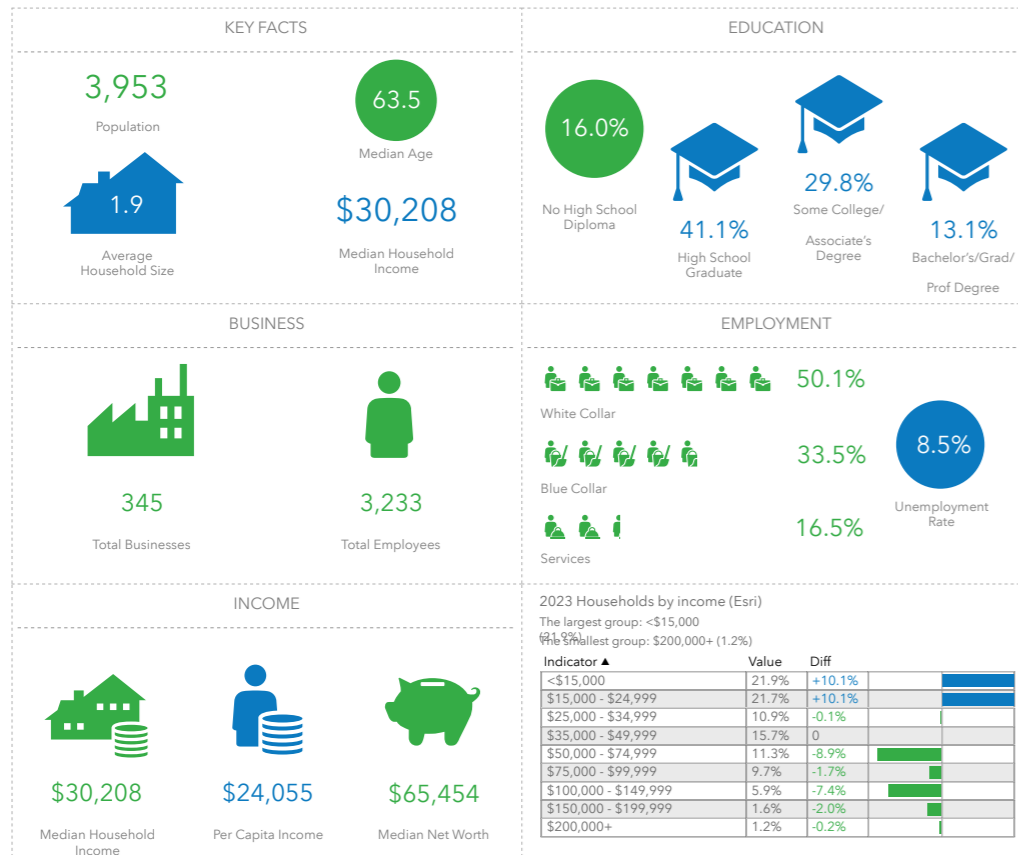 KEY FACTS
3,953
Population
63.5
Median Age
1.9
Average
Household Size
$30,208
Median Household
Income
EDUCATION
16.0%
No High School
Diploma
41.1%
High School
Graduate
29.8%
Some College/
Associate's
Degree
13.1%
Bachelor's/Grad/
Prof Degree
BUSINESS
345
Total Businesses
3,233
Total Employees
EMPLOYMENT
50.1%
White Collar
33.5%
Blue Collar
16.5%
Services
8.5%
Unemployment
Rate
INCOME
$30,208
Median Household
Income
$24,055
Per Capita Income
$65,454
Median Net Worth
2023 Households by income (Esri)
The largest group: <$15,000
(21.9%)
The smallest group: $200,000+ (1.2%)
Indicator ▲ Value Diff
<$15,000 21.9% +10.1%
$15,000 - $24,999 21.7% +10.1%
$25,000 - $34,999 10.9% -0.1%
$35,000 - $49,999 15.7% 0
$50,000 - $74,999 11.3% -8.9%
$75,000 - $99,999 9.7% -1.7%
$100,000 - $149,999 5.9% -7.4%
$150,000 - $199,999 1.6% -2.0%
$200,000+ 1.2% -0.2%